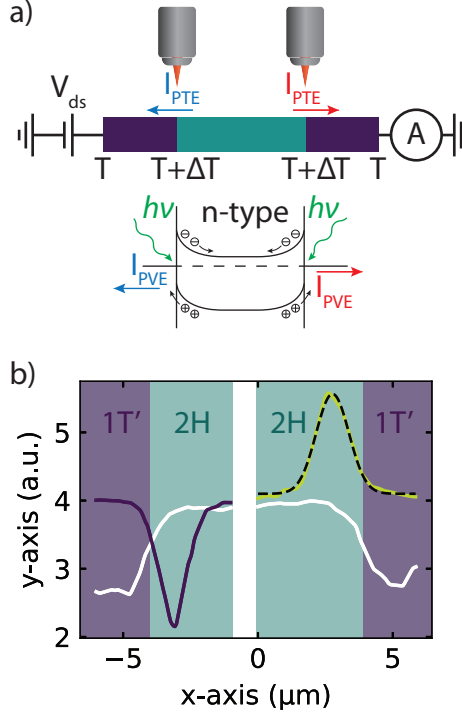 a)
I_PTE I_PTE
V_ds
A
T T+ΔT T+ΔT T
hν n-type hν
I_PVE I_PVE
b)
1T′ 2H 2H 1T′
5
4
3
2
y-axis (a.u.)
−5 0 5
x-axis (μm)